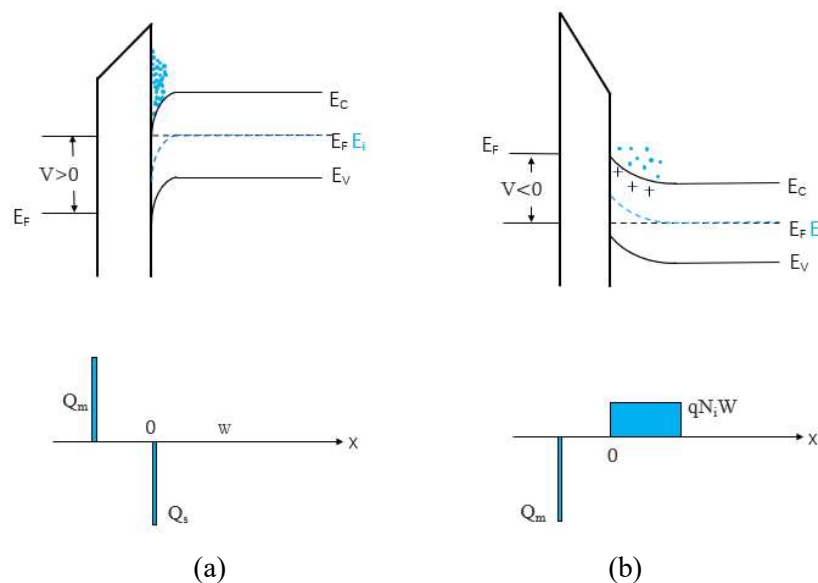 E_C
E_F E_i
V>0
E_V
E_F
E_F
V<0
E_C
E_F E
E_V
Q_m
0
W
X
Q_s
qN_iW
X
0
Q_m
(a)
(b)